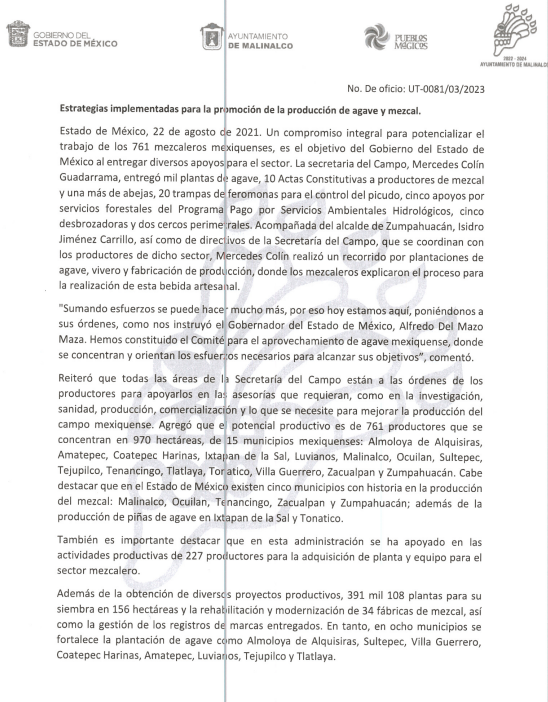 GOBIERNO DEL
ESTADO DE MÉXICO
AYUNTAMIENTO
DE MALINALCO
PUEBLOS
MÁGICOS
2022 - 2024
AYUNTAMIENTO DE MALINALCO
No. De oficio: UT-0081/03/2023
Estrategias implementadas para la promoción de la producción de agave y mezcal.
Estado de México, 22 de agosto de 2021. Un compromiso integral para potencializar el
trabajo de los 761 mezcaleros mexiquenses, es el objetivo del Gobierno del Estado de
México al entregar diversos apoyos para el sector. La secretaria del Campo, Mercedes Colín
Guadarrama, entregó mil plantas de agave, 10 Actas Constitutivas a productores de mezcal
y una más de abejas, 20 trampas de feromonas para el control del picudo, cinco apoyos por
servicios forestales del Programa Pago por Servicios Ambientales Hidrológicos, cinco
desbrozadoras y dos cercos perimetrales. Acompañada del alcalde de Zumpahuacán, Isidro
Jiménez Carrillo, así como de directivos de la Secretaría del Campo, que se coordinan con
los productores de dicho sector, Mercedes Colín realizó un recorrido por plantaciones de
agave, vivero y fabricación de producción, donde los mezcaleros explicaron el proceso para
la realización de esta bebida artesanal.
"Sumando esfuerzos se puede hacer mucho más, por eso hoy estamos aquí, poniéndonos a
sus órdenes, como nos instruyó el Gobernador del Estado de México, Alfredo Del Mazo
Maza. Hemos constituido el Comité para el aprovechamiento de agave mexiquense, donde
se concentran y orientan los esfuerzos necesarios para alcanzar sus objetivos”, comentó.
Reiteró que todas las áreas de la Secretaría del Campo están a las órdenes de los
productores para apoyarlos en las asesorías que requieran, como en la investigación,
sanidad, producción, comercialización y lo que se necesite para mejorar la producción del
campo mexiquense. Agregó que el potencial productivo es de 761 productores que se
concentran en 970 hectáreas, de 15 municipios mexiquenses: Almoloya de Alquisiras,
Amatepec, Coatepec Harinas, Ixtapan de la Sal, Luvianos, Malinalco, Ocuilan, Sultepec,
Tejupilco, Tenancingo, Tlatlaya, Tonatico, Villa Guerrero, Zacualpan y Zumpahuacán. Cabe
destacar que en el Estado de México existen cinco municipios con historia en la producción
del mezcal: Malinalco, Ocuilan, Tenancingo, Zacualpan y Zumpahuacán; además de la
producción de piñas de agave en Ixtapan de la Sal y Tonatico.
También es importante destacar que en esta administración se ha apoyado en las
actividades productivas de 227 productores para la adquisición de planta y equipo para el
sector mezcalero.
Además de la obtención de diversos proyectos productivos, 391 mil 108 plantas para su
siembra en 156 hectáreas y la rehabilitación y modernización de 34 fábricas de mezcal, así
como la gestión de los registros de marcas entregados. En tanto, en ocho municipios se
fortalece la plantación de agave como Almoloya de Alquisiras, Sultepec, Villa Guerrero,
Coatepec Harinas, Amatepec, Luvianos, Tejupilco y Tlatlaya.